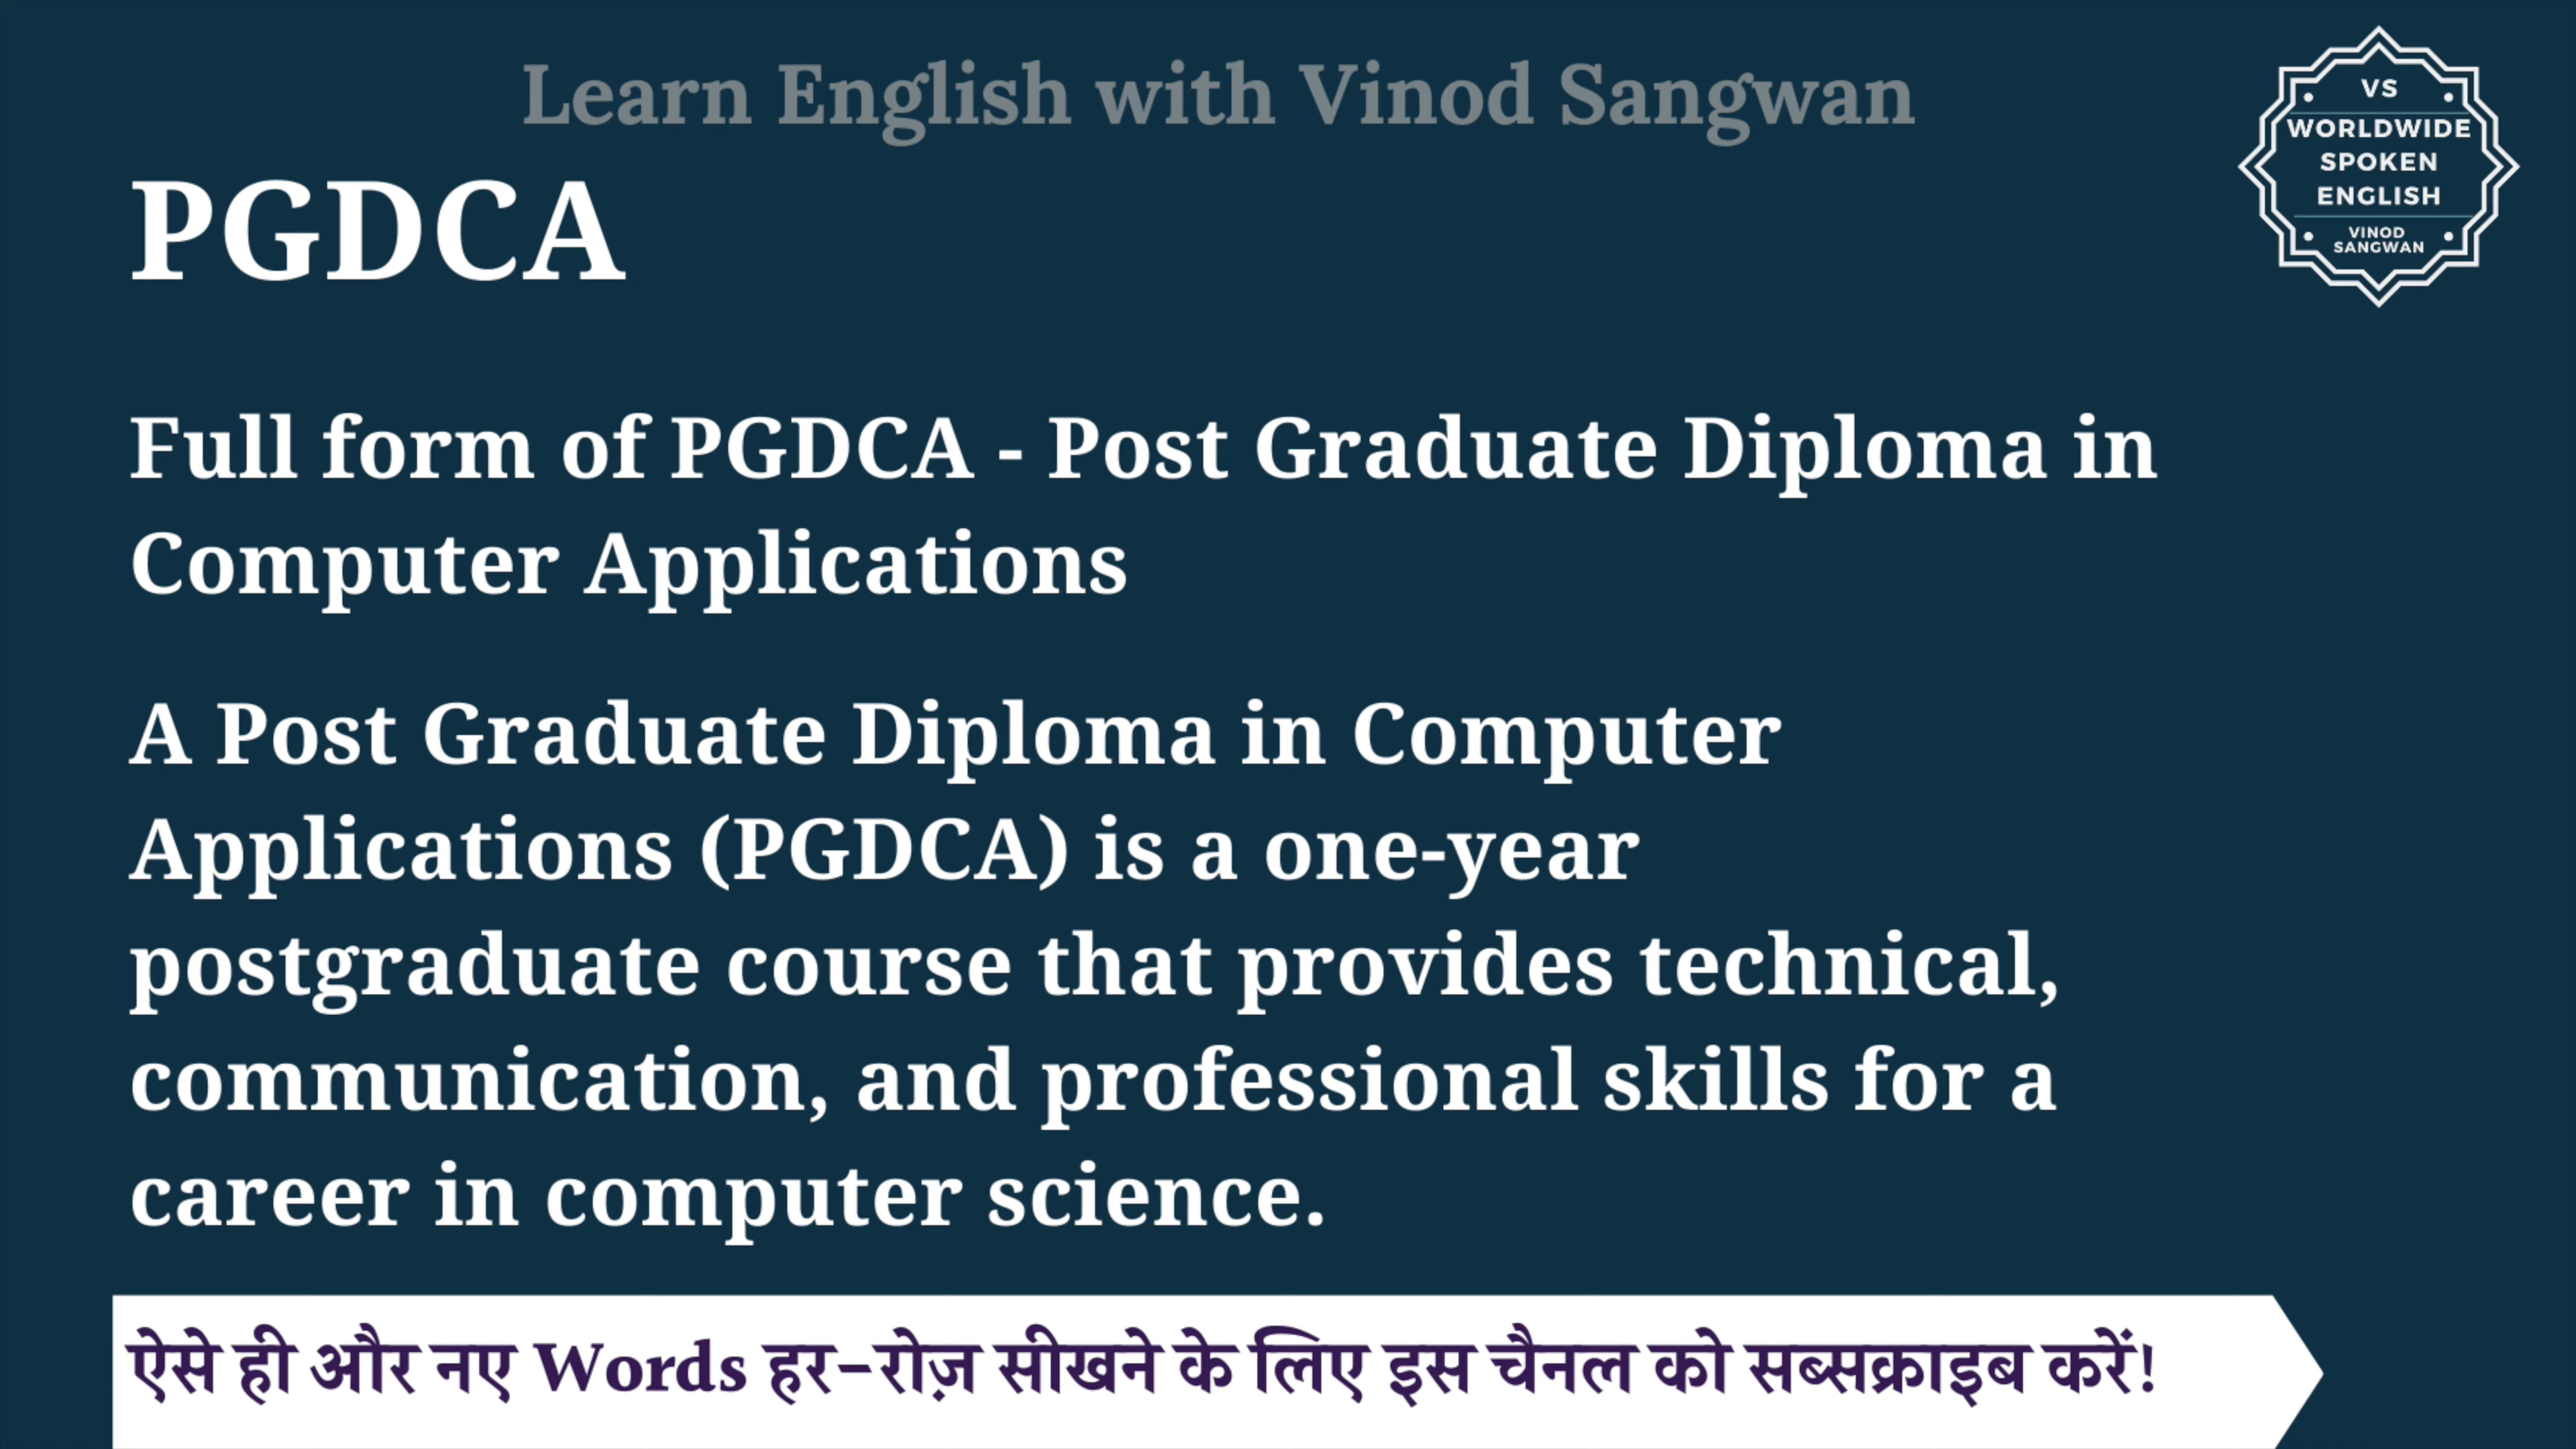 Learn English with Vinod Sangwan
VS
WORLDWIDE
SPOKEN
ENGLISH
VINOD
SANGWAN
PGDCA
Full form of PGDCA - Post Graduate Diploma in
Computer Applications
A Post Graduate Diploma in Computer
Applications (PGDCA) is a one-year
postgraduate course that provides technical,
communication, and professional skills for a
career in computer science.
ऐसे ही और नए Words हर-रोज़ सीखने के लिए इस चैनल को सब्सक्राइब करें!